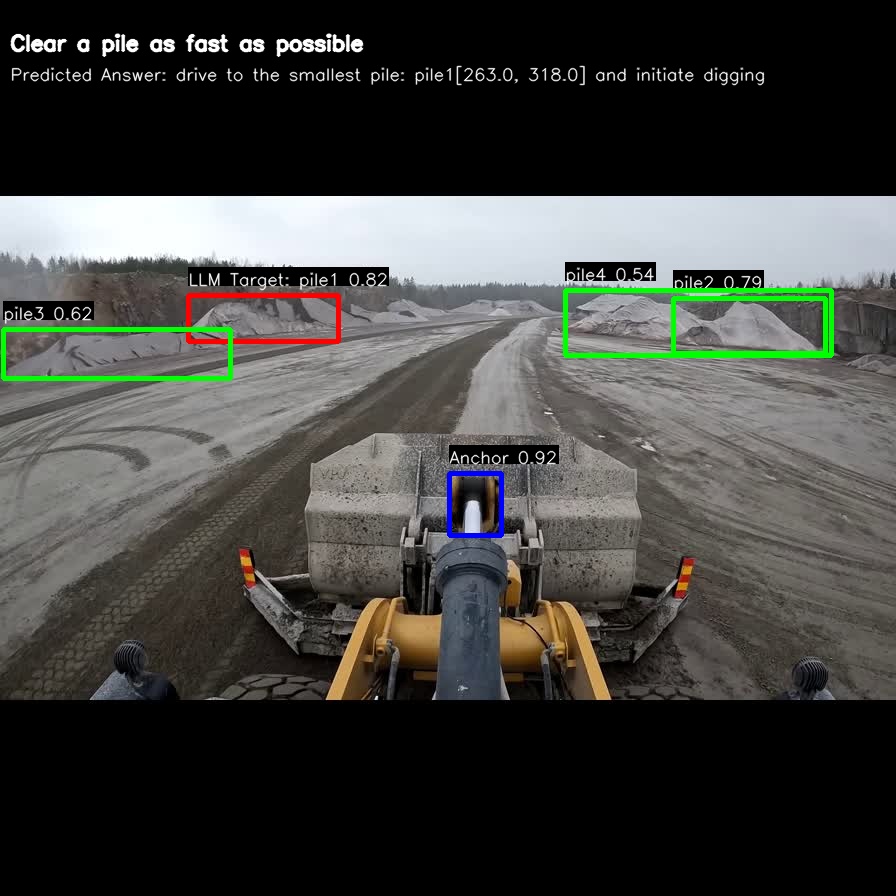 Clear a pile as fast as possible
Predicted Answer: drive to the smallest pile: pile1[263.0, 318.0] and initiate digging
LLM Target: pile1 0.82
pile4 0.54
pile2 0.79
pile3 0.62
Anchor 0.92